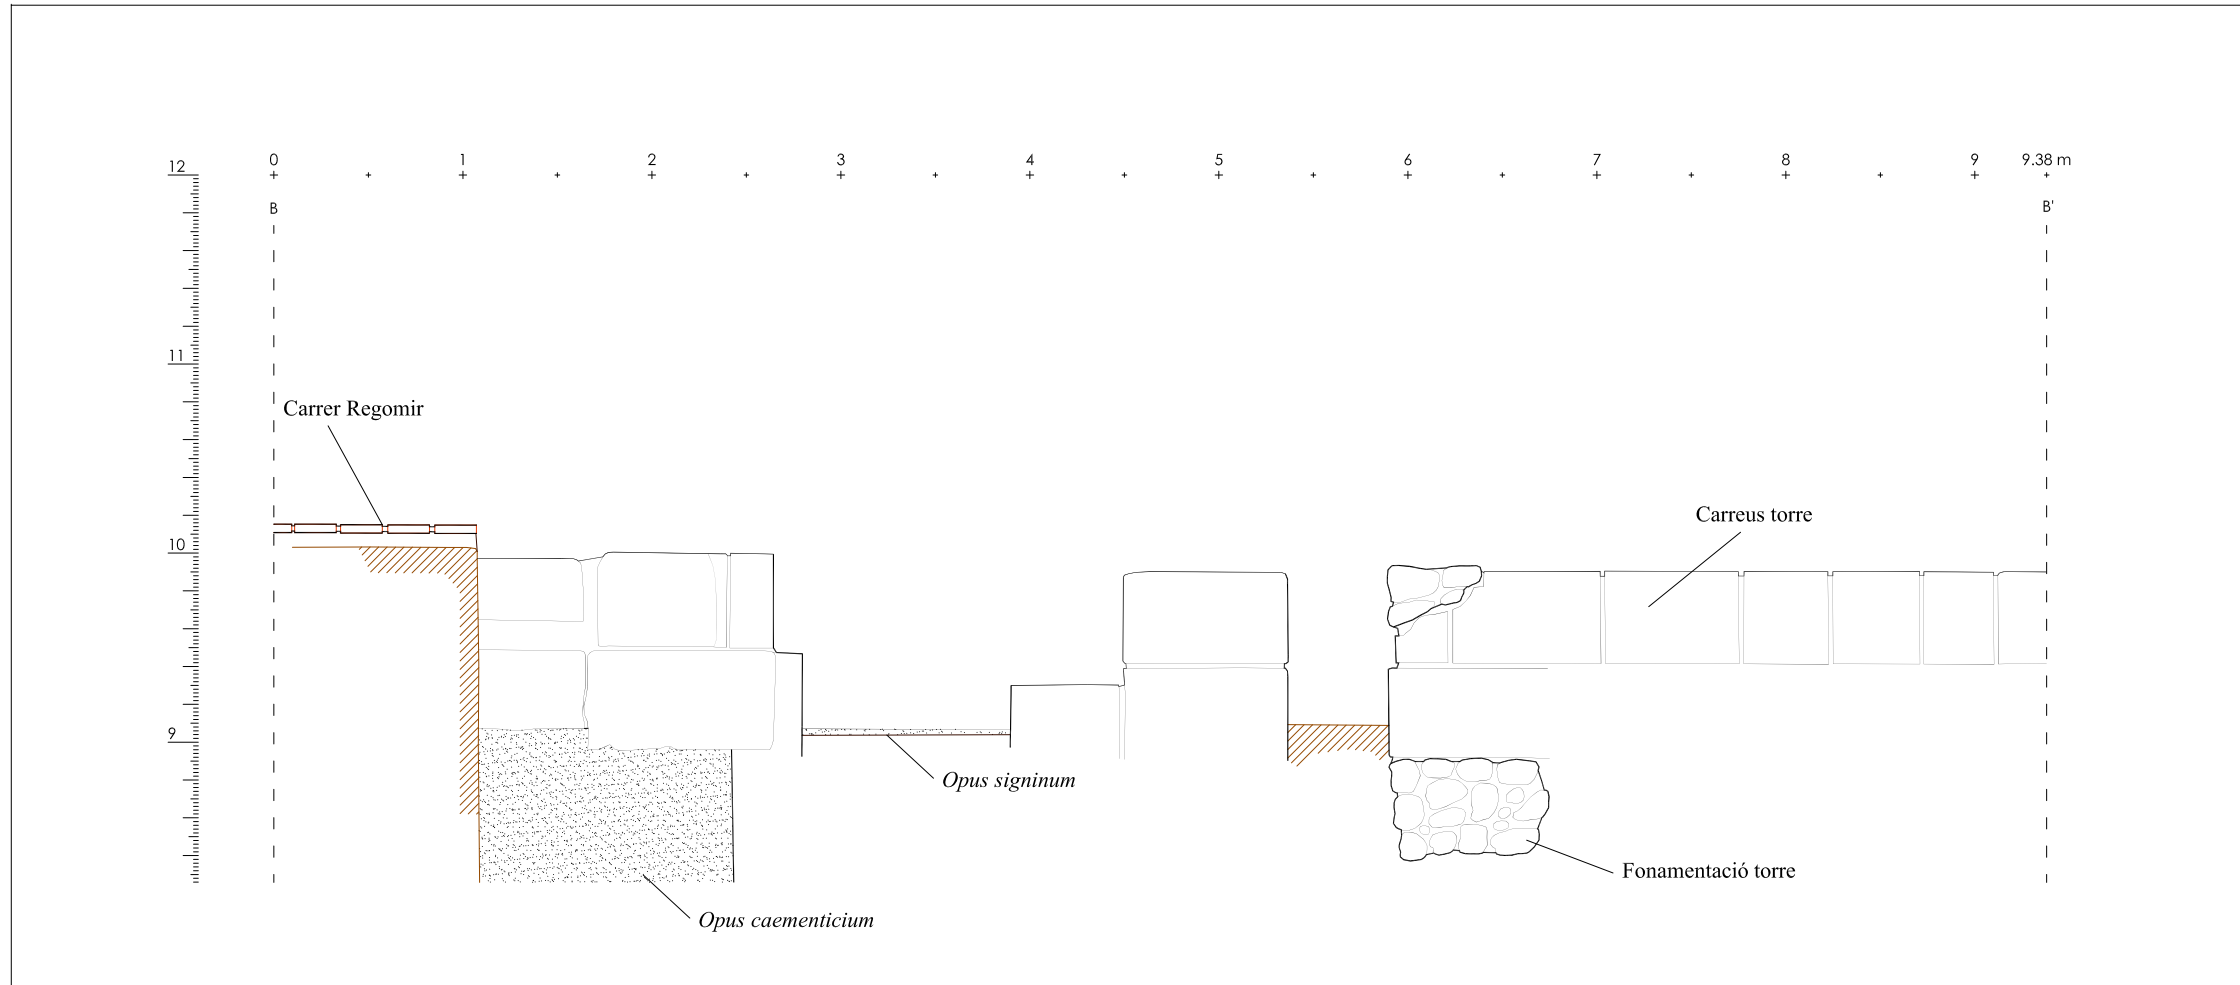 0 1 2 3 4 5 6 7 8 9 9.38 m
12
B B'
11
Carrer Regomir
Carreus torre
10
9
Opus signinum
Fonamentació torre
Opus caementicium